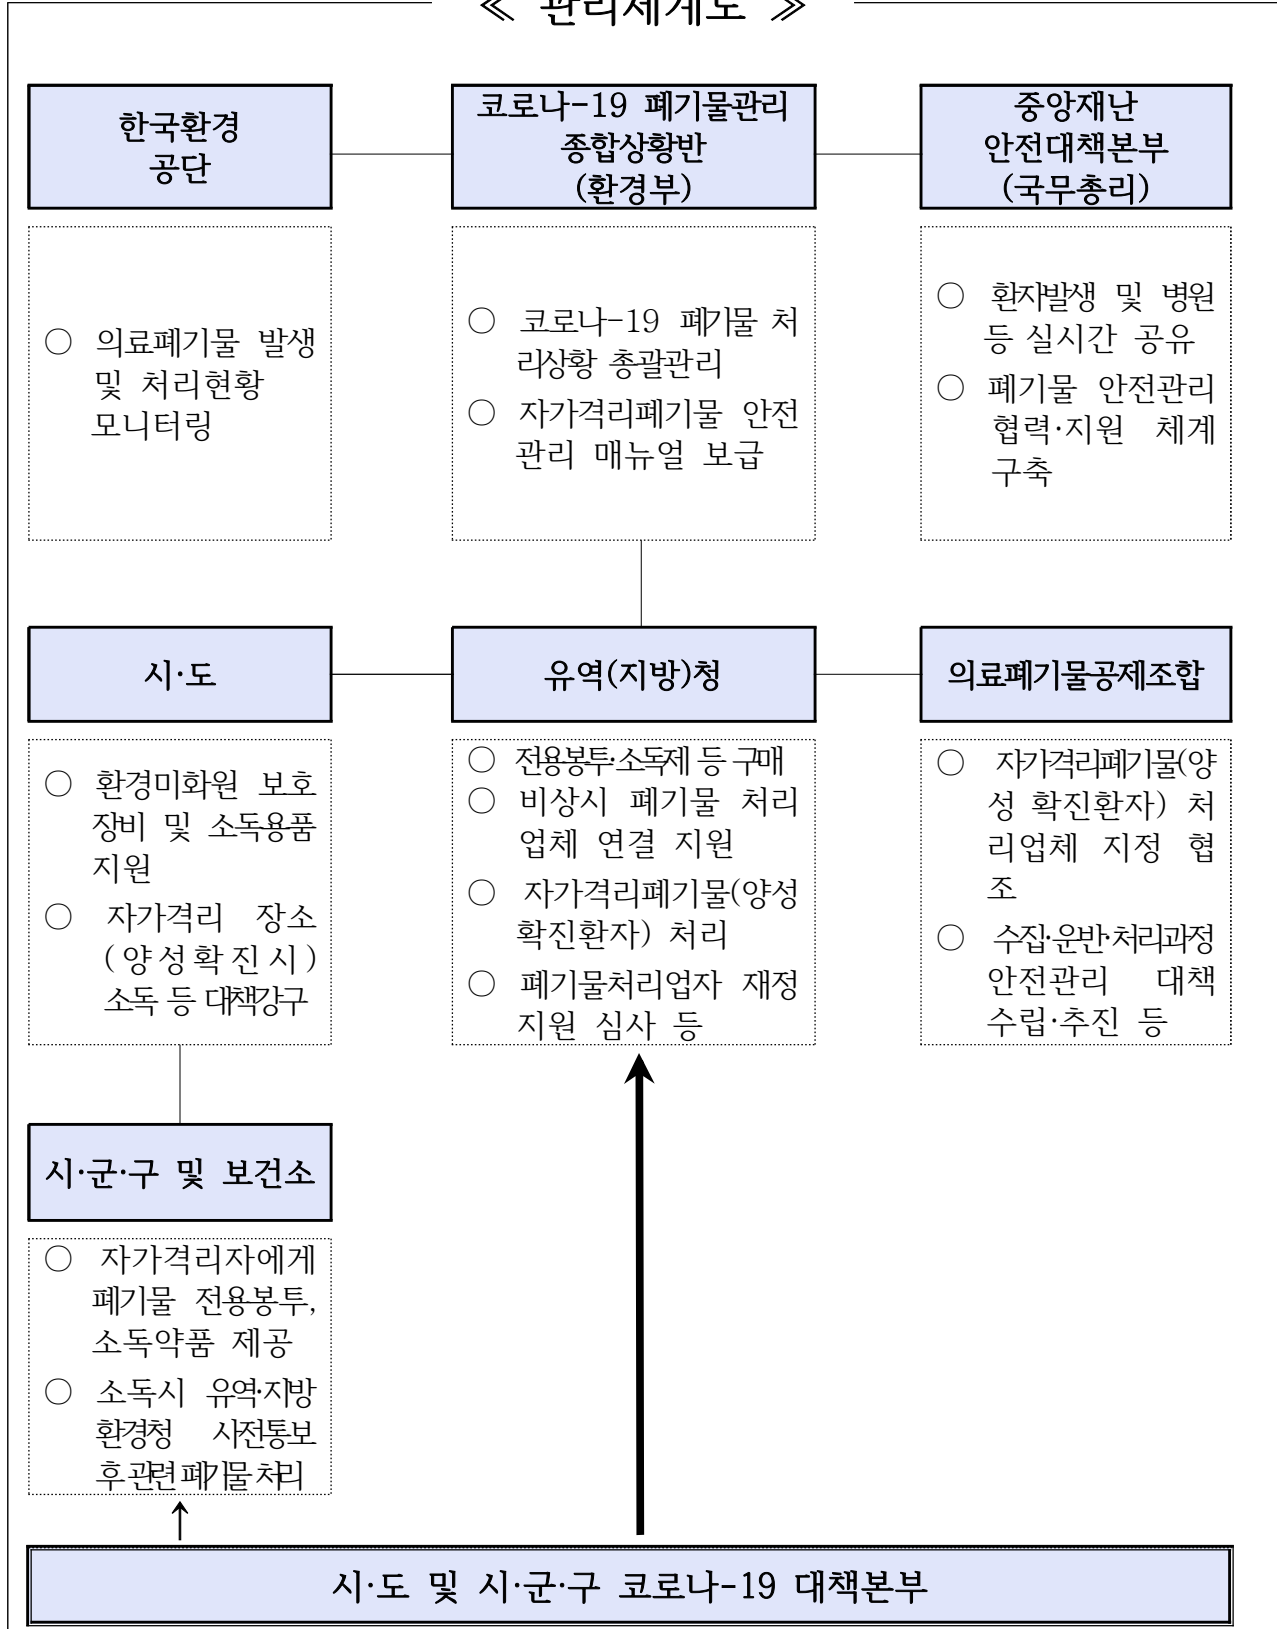 ≪ 관리체계도 ≫
한국환경
공단
코로나-19 폐기물관리
종합상황반
(환경부)
중앙재난
안전대책본부
(국무총리)
○ 의료폐기물 발생
및 처리현황
모니터링
○ 코로나-19 폐기물 처
리상황 총괄관리
○ 자가격리폐기물 안전
관리 매뉴얼 보급
○ 환자발생 및 병원
등 실시간 공유
○ 폐기물 안전관리
협력·지원 체계
구축
시·도
유역(지방)청
의료폐기물공제조합
○ 환경미화원 보호
장비 및 소독용품
지원
○ 자가격리 장소
(양성확진시)
소독 등 대책강구
○ 전용봉투·소독제 등 구매
○ 비상시 폐기물 처리
업체 연결 지원
○ 자가격리폐기물(양성
확진환자) 처리
○ 폐기물처리업자 재정
지원 심사 등
○ 자가격리폐기물(양
성 확진환자) 처
리업체 지정 협
조
○ 수집·운반·처리과정
안전관리 대책
수립·추진 등
시·군·구 및 보건소
○ 자가격리자에게
폐기물 전용봉투,
소독약품 제공
○ 소독시 유역·지방
환경청 사전통보
후 관련 폐기물 처리
시·도 및 시·군·구 코로나-19 대책본부